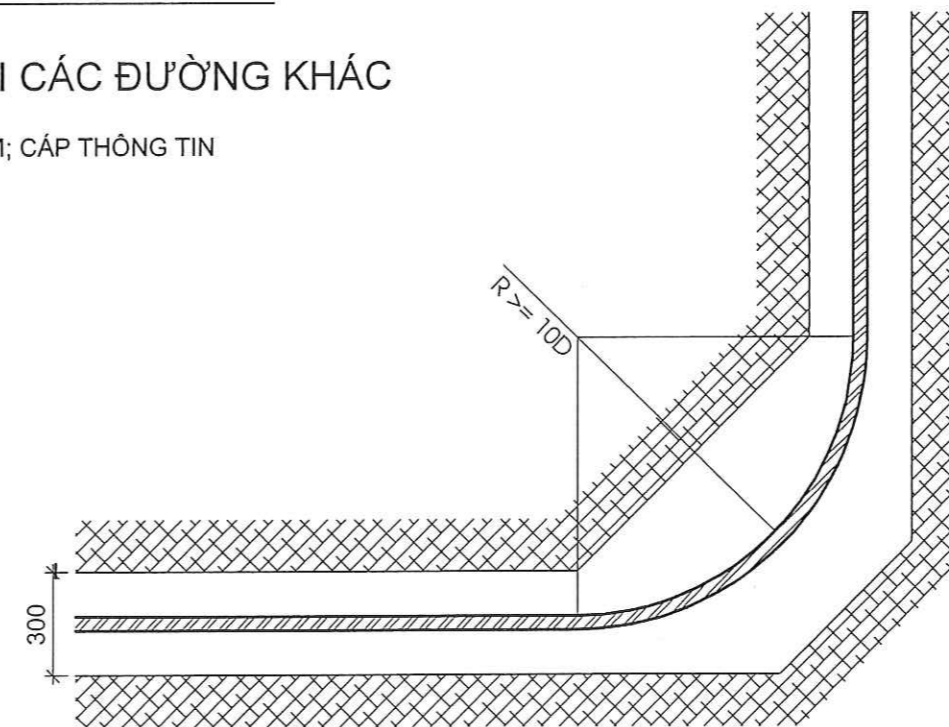 I CÁC ĐƯỜNG KHÁC
; CÁP THÔNG TIN
R >= 10D
300